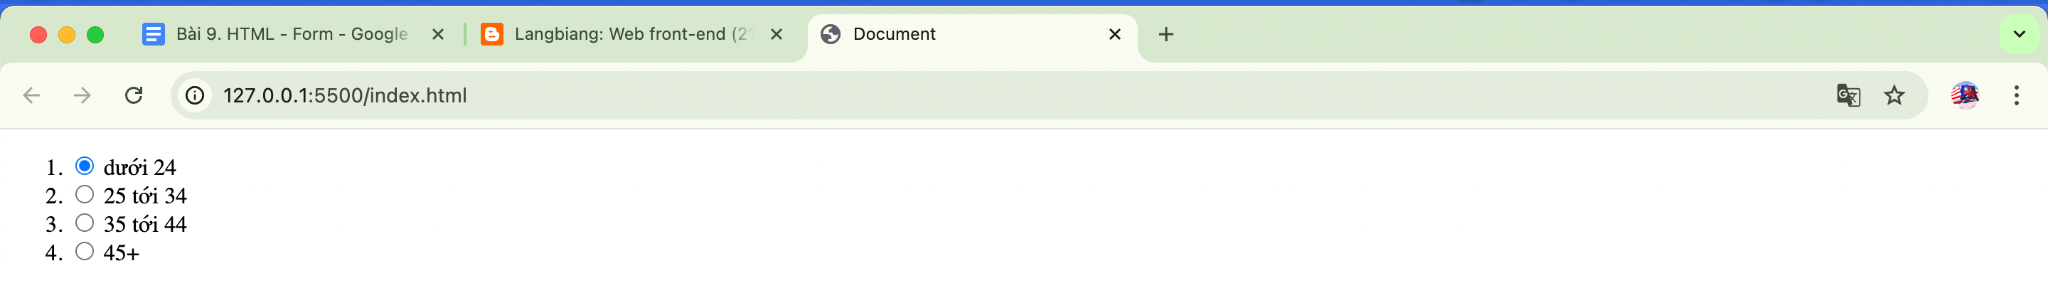 Bài 9. HTML - Form - Google
Langbiang: Web front-end (2
Document
127.0.0.1:5500/index.html
1. dưới 24
2. 25 tới 34
3. 35 tới 44
4. 45+